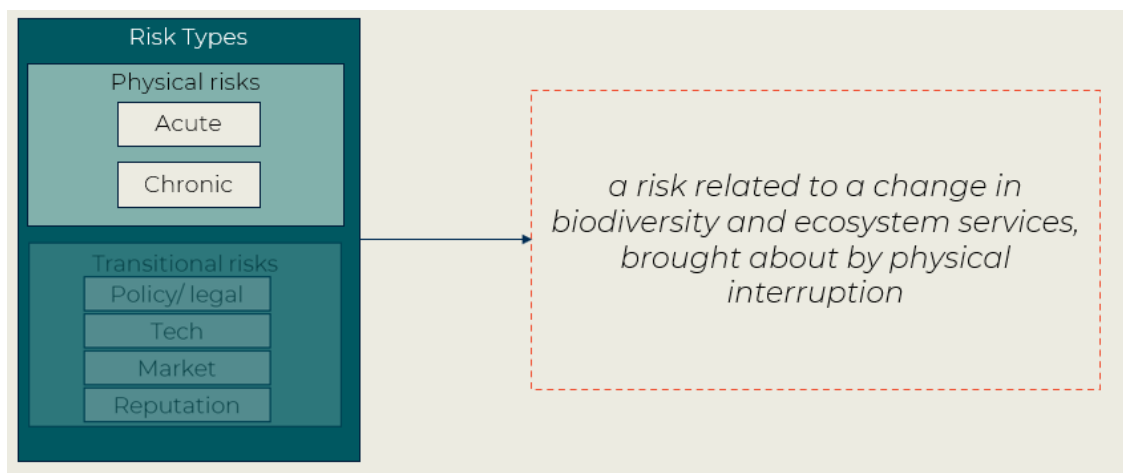 Risk Types
Physical risks
Acute
Chronic
Transitional risks
Policy/ legal
Tech
Market
Reputation
a risk related to a change in
biodiversity and ecosystem services,
brought about by physical
interruption